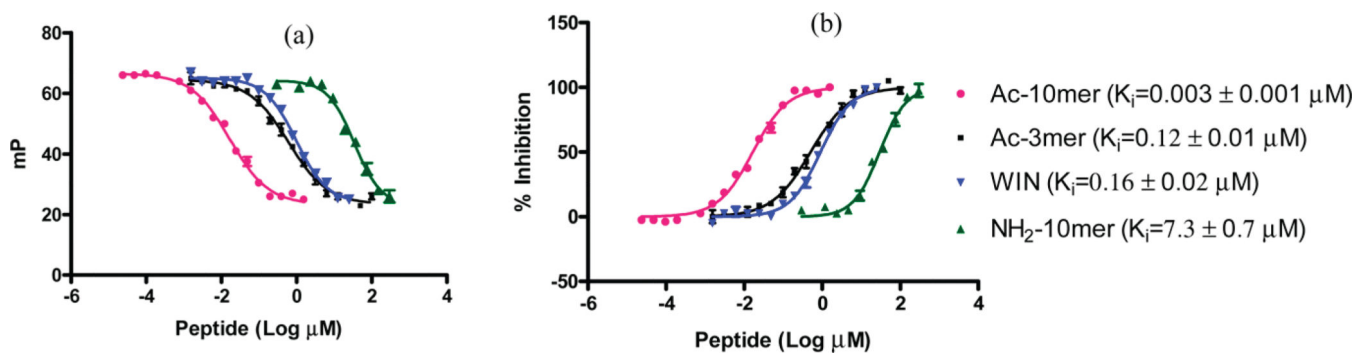 (a)
80
60
40
20
0
mP
-6
-4
-2
0
2
4
Peptide (Log μM)
(b)
150
100
50
0
-50
% Inhibition
-6
-4
-2
0
2
4
Peptide (Log μM)
Ac-10mer (Ki=0.003 ± 0.001 μM)
Ac-3mer (Ki=0.12 ± 0.01 μM)
WIN (Ki=0.16 ± 0.02 μM)
NH2-10mer (Ki=7.3 ± 0.7 μM)